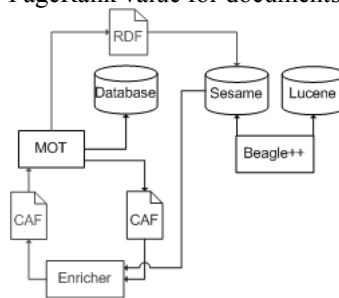 PageRank value for documents
RDF
Database
Sesame
Lucene
MOT
Beagle++
CAF
CAF
Enricher